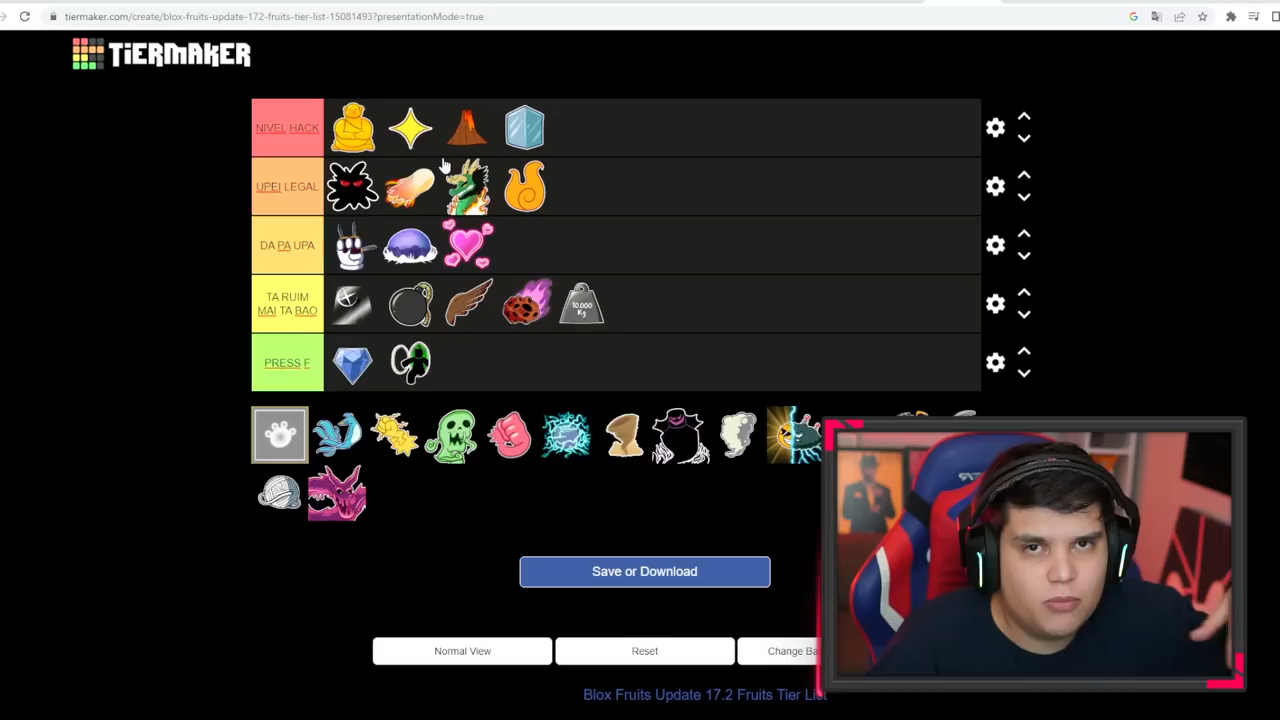 tiermaker.com/create/blox-fruits-update-172-fruits-tier-list-15081493?presentationMode=true
TiERMAKER
NIVEL HACK
UPEI LEGAL
DA PA UPA
TA RUIM
MAI TA BAO
10.000
Kg
PRESS F
Save or Download
Normal View
Reset
Change Ba
Blox Fruits Update 17.2 Fruits Tier List